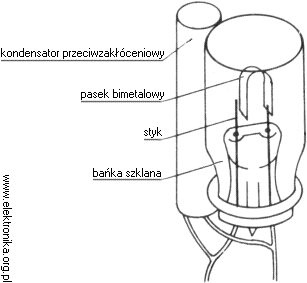 kondensator przeciwzakłóceniowy
pasek bimetalowy
styk
bańka szklana
www.elektronika.org.pl